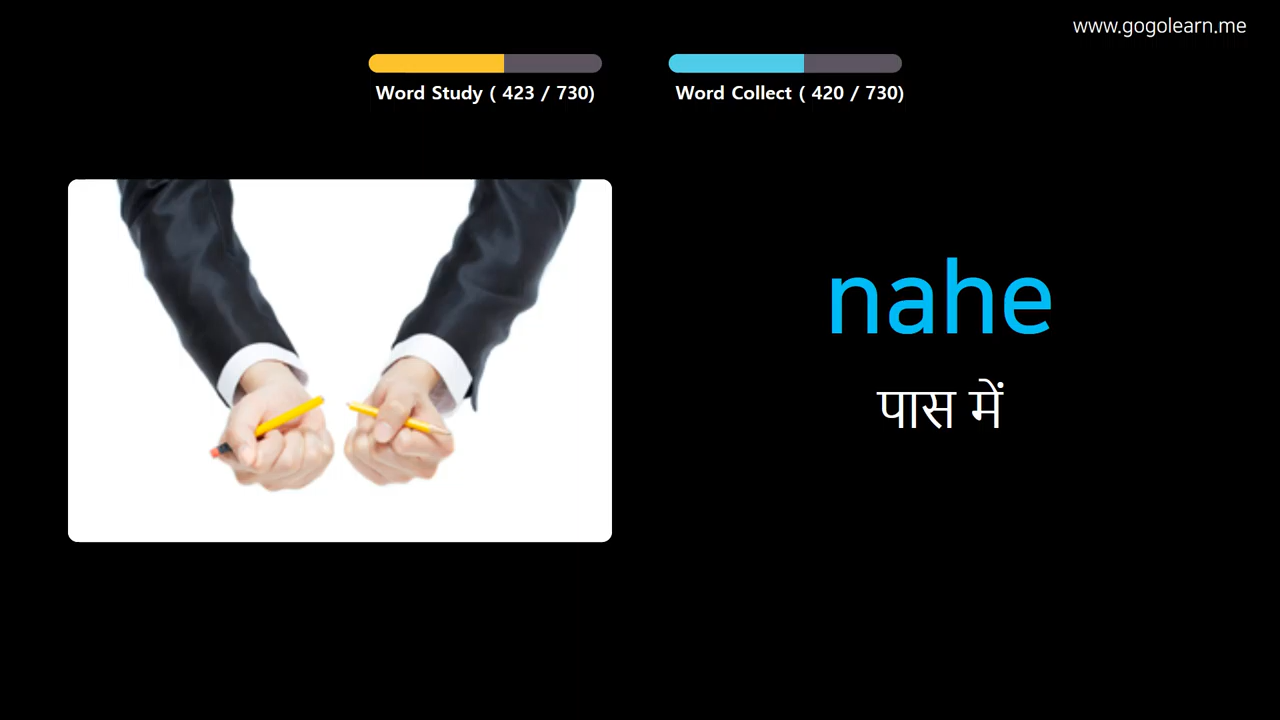 www.gogolearn.me
Word Study ( 423 / 730)
Word Collect ( 420 / 730)
nahe
पास में